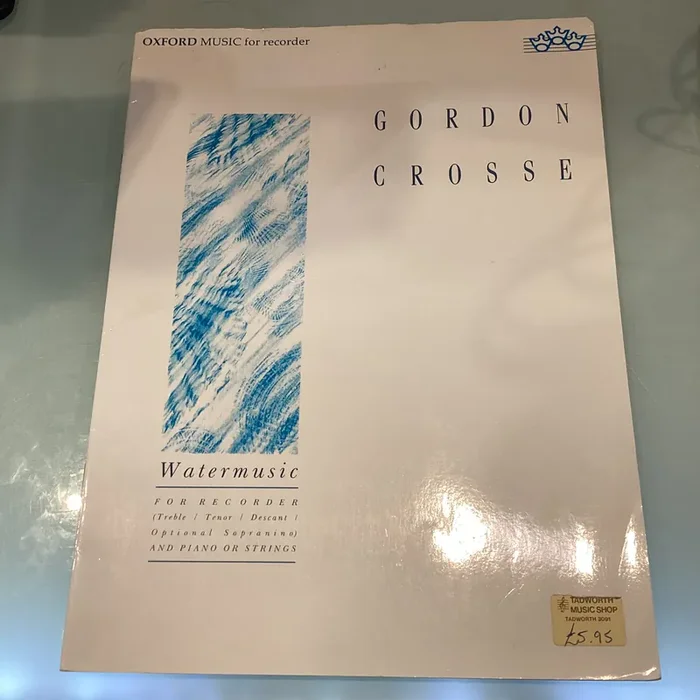 OXFORD MUSIC for recorder
GORDON
CROSSE
Watermusic
FOR RECORDER
(Treble / Tenor / Descant /
Optional Sopranino)
AND PIANO OR STRINGS
TADWORTH
MUSIC SHOP
TADWORTH 2091
£5.95